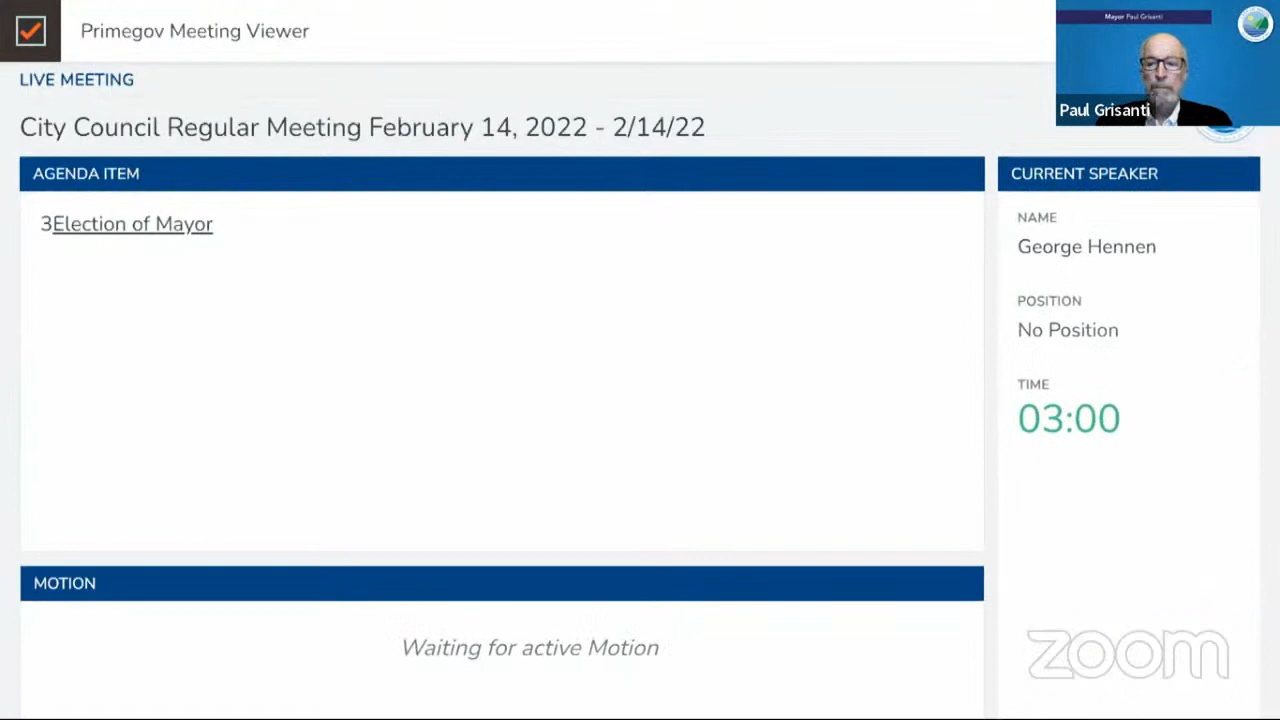 Primegov Meeting Viewer
Mayor Paul Grisanti
LIVE MEETING
Paul Grisanti
City Council Regular Meeting February 14, 2022 - 2/14/22
AGENDA ITEM
3Election of Mayor
CURRENT SPEAKER
NAME
George Hennen
POSITION
No Position
TIME
03:00
MOTION
Waiting for active Motion
zoom